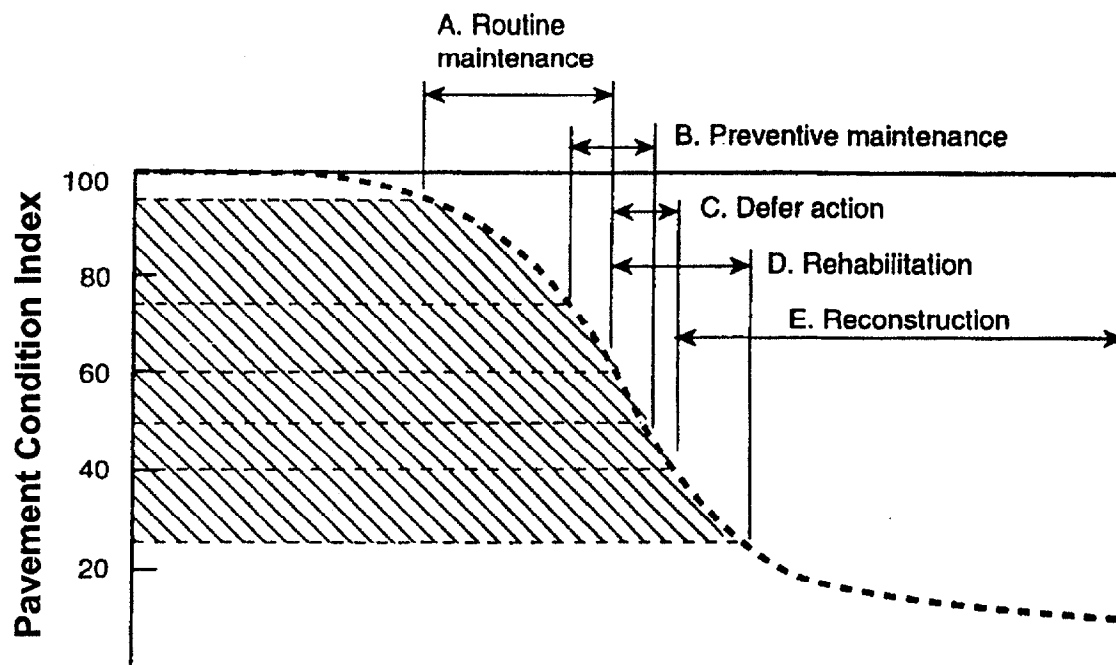 A. Routine
maintenance
B. Preventive maintenance
C. Defer action
D. Rehabilitation
E. Reconstruction
Pavement Condition Index
100
80
60
40
20